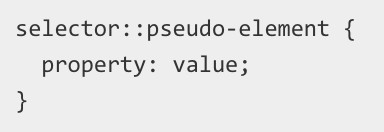 selector::pseudo-element {
  property: value;
}